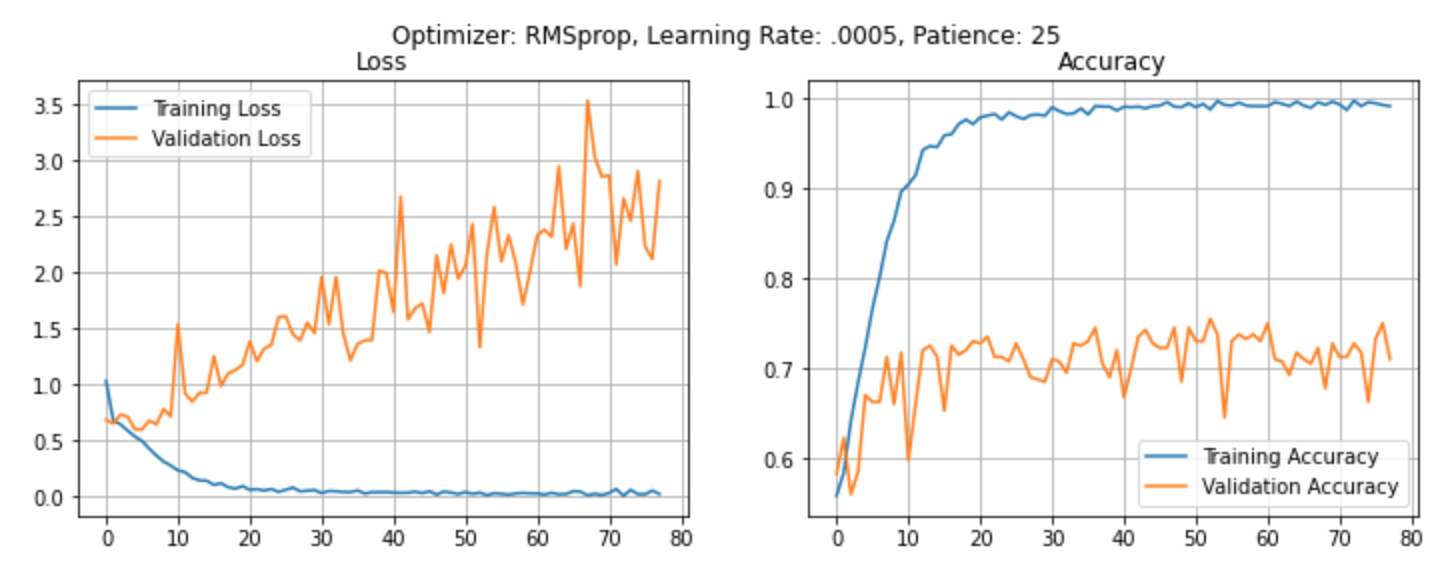 Optimizer: RMSprop, Learning Rate: .0005, Patience: 25
Loss
Training Loss
Validation Loss
3.5
3.0
2.5
2.0
1.5
1.0
0.5
0.0
0 10 20 30 40 50 60 70 80
Accuracy
1.0
0.9
0.8
0.7
0.6
Training Accuracy
Validation Accuracy
0 10 20 30 40 50 60 70 80